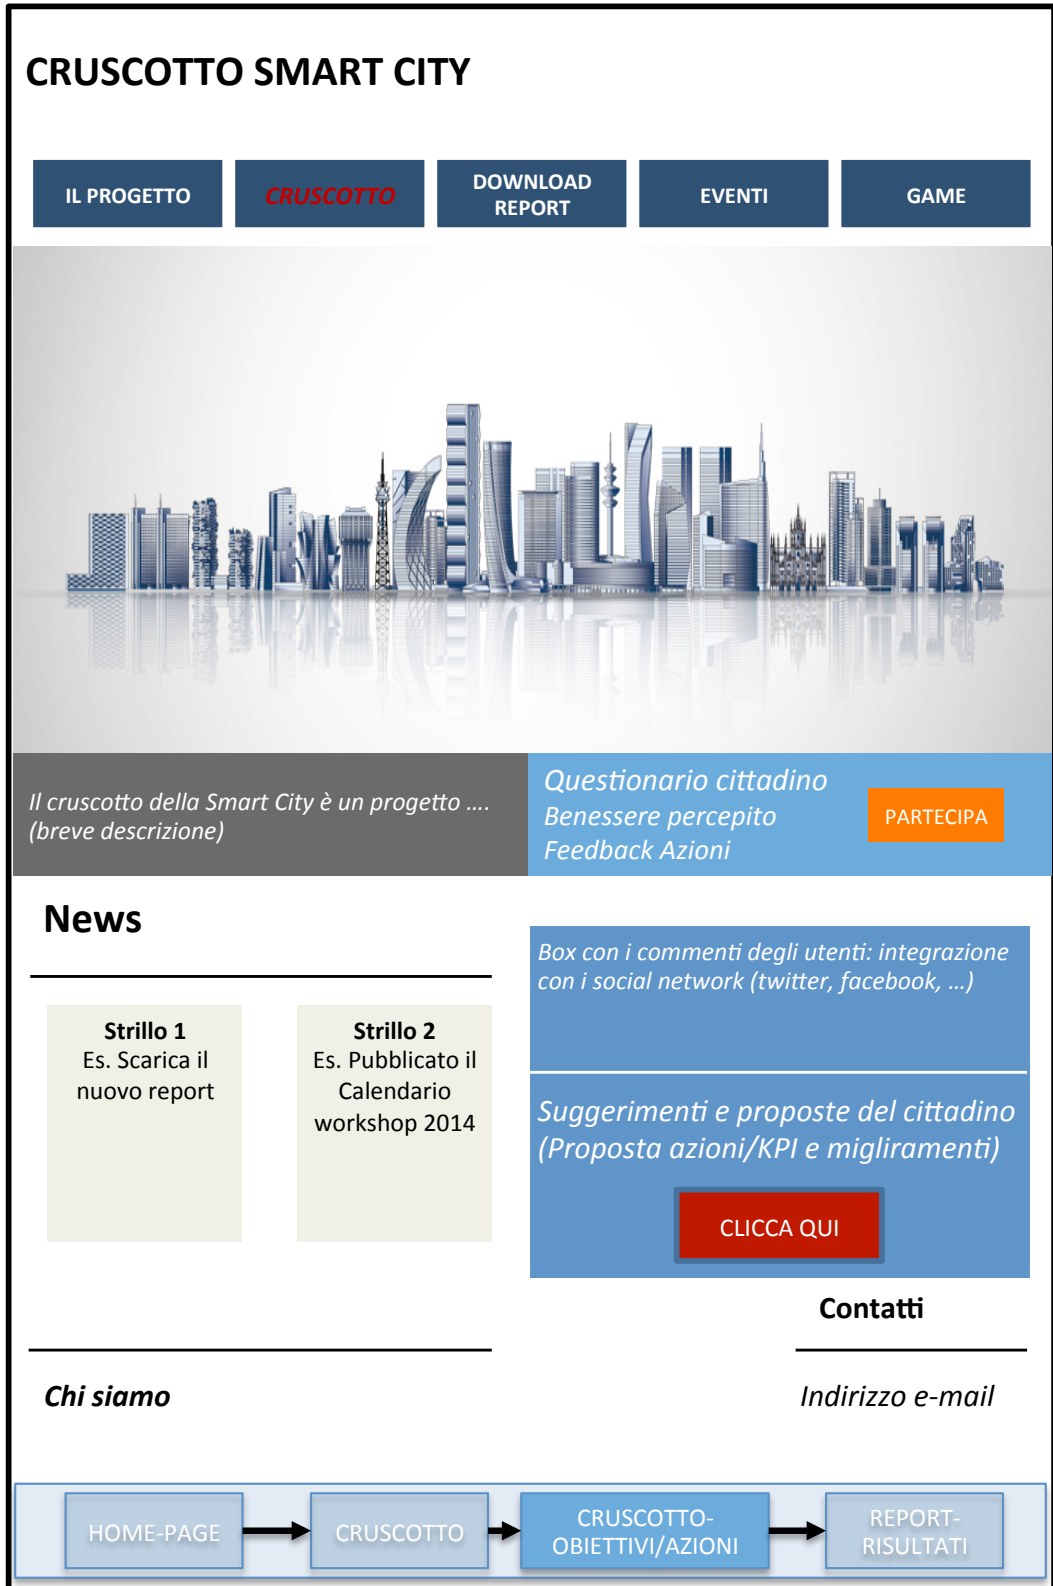 CRUSCOTTO SMART CITY
IL PROGETTO
CRUSCOTTO
DOWNLOAD
REPORT
EVENTI
GAME
Il cruscotto della Smart City è un progetto ....
(breve descrizione)
Questionario cittadino
Benessere percepito
Feedback Azioni
PARTECIPA
News
Strillo 1
Es. Scarica il
nuovo report
Strillo 2
Es. Pubblicato il
Calendario
workshop 2014
Box con i commenti degli utenti: integrazione
con i social network (twitter, facebook, ...)
Suggerimenti e proposte del cittadino
(Proposta azioni/KPI e migliramenti)
CLICCA QUI
Contatti
Chi siamo
Indirizzo e-mail
HOME-PAGE
CRUSCOTTO
CRUSCOTTO-
OBIETTIVI/AZIONI
REPORT-
RISULTATI